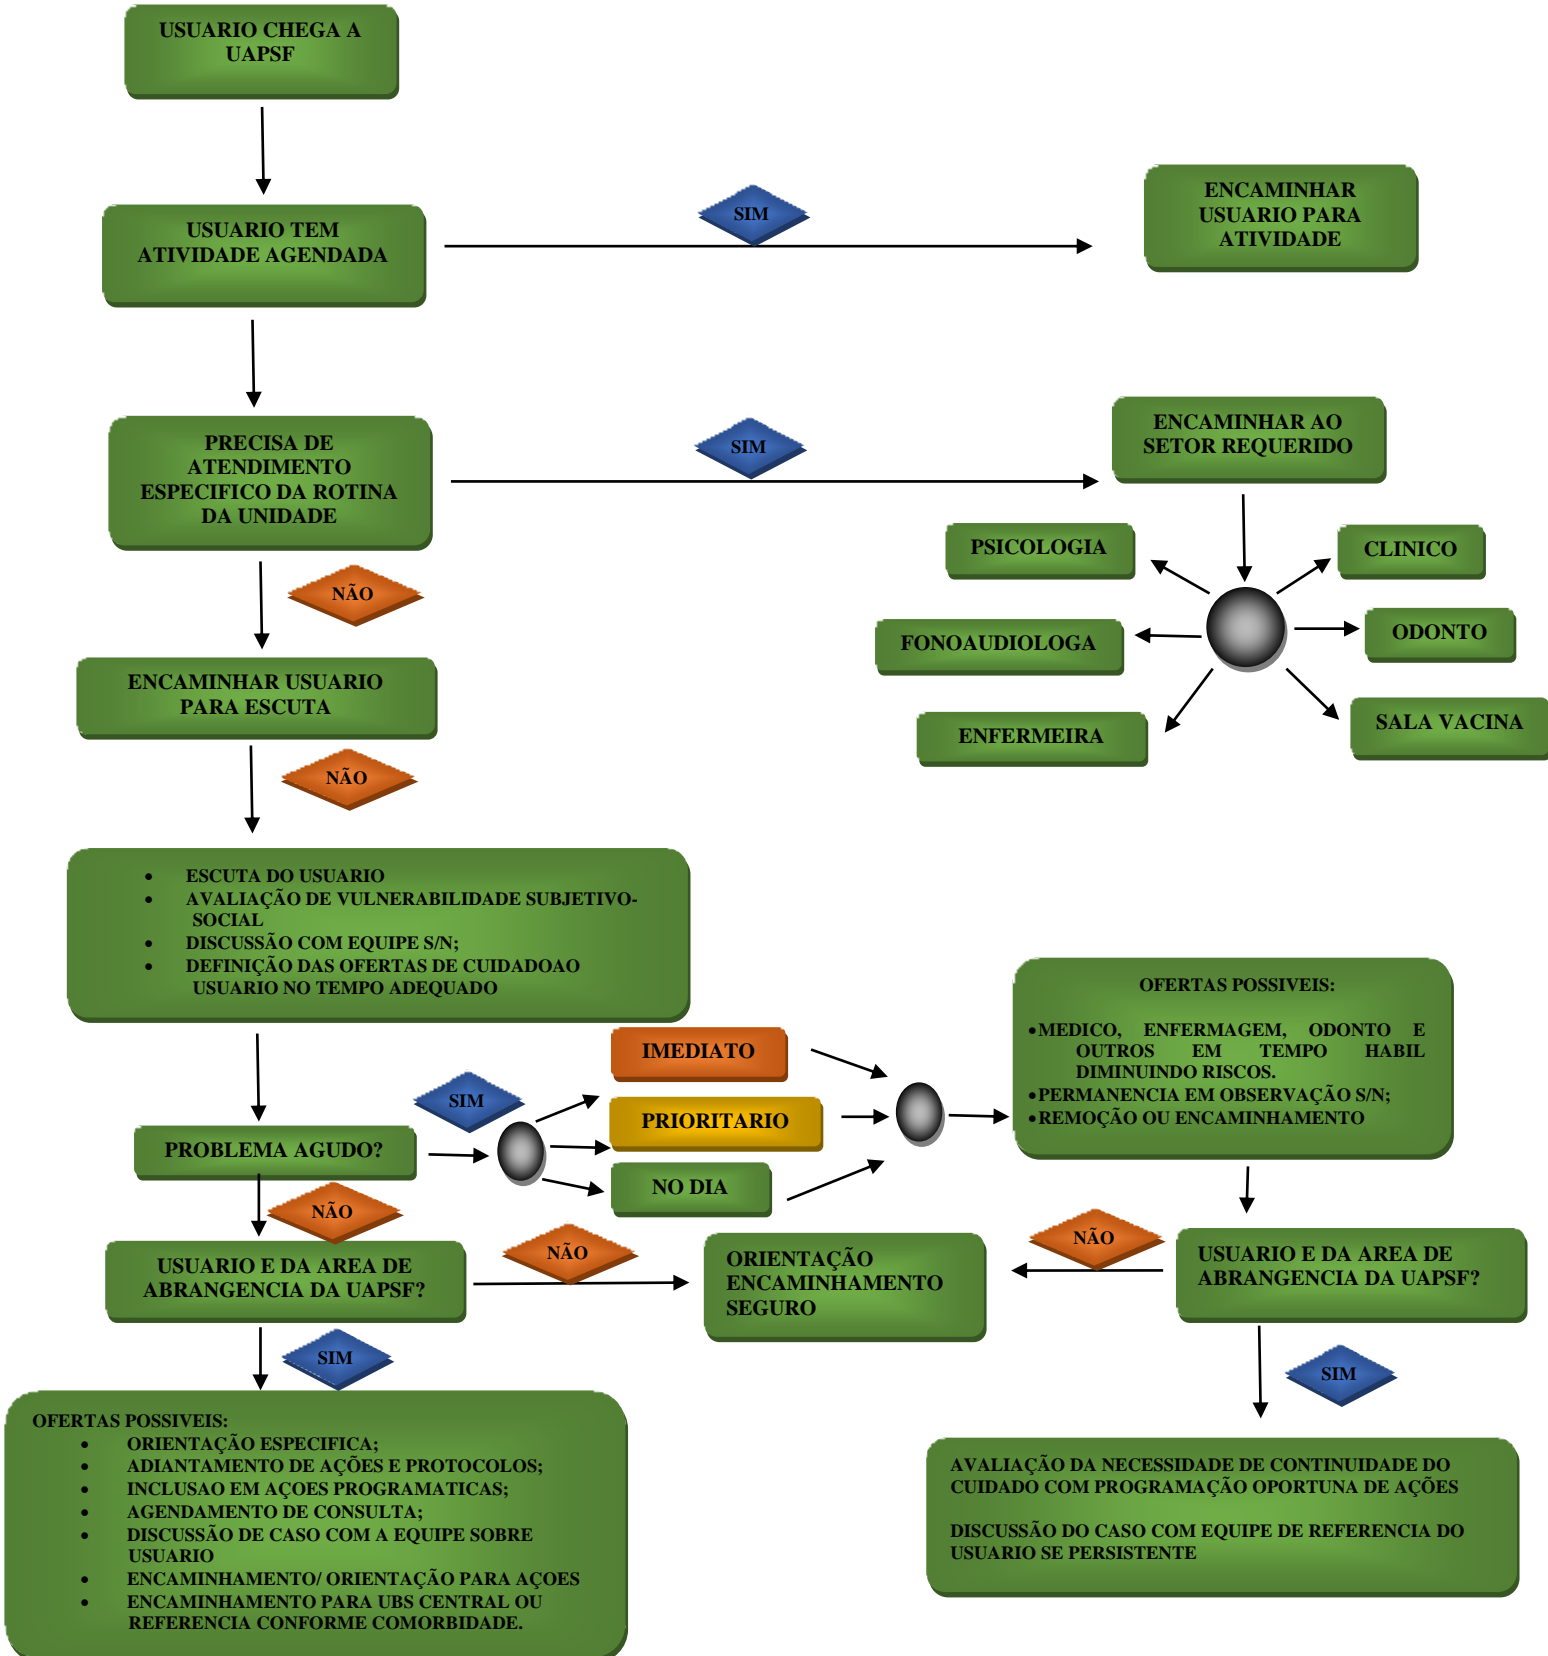 USUARIO CHEGA A
UAPSF
USUARIO TEM
ATIVIDADE AGENDADA
SIM
ENCAMINHAR
USUARIO PARA
ATIVIDADE
PRECISA DE
ATENDIMENTO
ESPECIFICO DA ROTINA
DA UNIDADE
SIM
ENCAMINHAR AO
SETOR REQUERIDO
PSICOLOGIA
CLINICO
FONOAUDIOLOGA
ODONTO
ENFERMEIRA
SALA VACINA
NÃO
ENCAMINHAR USUARIO
PARA ESCUTA
NÃO
• ESCUTA DO USUARIO
• AVALIAÇÃO DE VULNERABILIDADE SUBJETIVO-
SOCIAL
• DISCUSSÃO COM EQUIPE S/N;
• DEFINIÇÃO DAS OFERTAS DE CUIDADOAO
USUARIO NO TEMPO ADEQUADO
PROBLEMA AGUDO?
SIM
IMEDIATO
PRIORITARIO
NO DIA
OFERTAS POSSIVEIS:
• MEDICO, ENFERMAGEM, ODONTO E
OUTROS EM TEMPO HABIL
DIMINUINDO RISCOS.
• PERMANENCIA EM OBSERVAÇÃO S/N;
• REMOÇÃO OU ENCAMINHAMENTO
NÃO
USUARIO E DA AREA DE
ABRANGÊNCIA DA UAPSF?
NÃO
ORIENTAÇÃO
ENCAMINHAMENTO
SEGURO
NÃO
USUARIO E DA AREA DE
ABRANGÊNCIA DA UAPSF?
SIM
OFERTAS POSSIVEIS:
• ORIENTAÇÃO ESPECIFICA;
• ADIANTAMENTO DE AÇÕES E PROTOCOLOS;
• INCLUSAO EM AÇOES PROGRAMATICAS;
• AGENDAMENTO DE CONSULTA;
• DISCUSSÃO DE CASO COM A EQUIPE SOBRE
USUARIO
• ENCAMINHAMENTO/ ORIENTAÇÃO PARA AÇOES
• ENCAMINHAMENTO PARA UBS CENTRAL OU
REFERENCIA CONFORME COMORBIDADE.
SIM
AVALIAÇÃO DA NECESSIDADE DE CONTINUIDADE DO
CUIDADO COM PROGRAMAÇÃO OPORTUNA DE AÇÕES
DISCUSSÃO DO CASO COM EQUIPE DE REFERENCIA DO
USUARIO SE PERSISTENTE